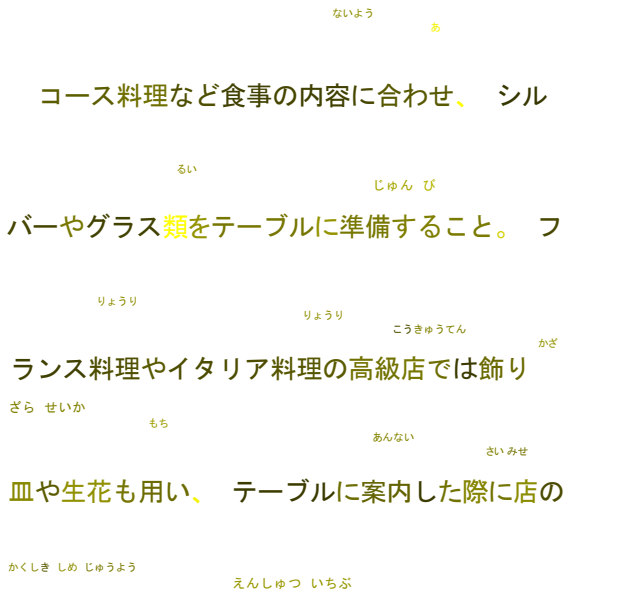 ないよう
あ
コース料理など食事の内容に合わせ、 シル
るい
じゅん び
バーやグラス類をテーブルに準備すること。 フ
りょうり
りょうり
こうきゅうてん
かざ
ランス料理やイタリア料理の高級店では飾り
ざら せいか
もち
あんない
さい みせ
皿や生花も用い、 テーブルに案内した際に店の
かくしき しめ じゅうよう
えんしゅつ いちぶ